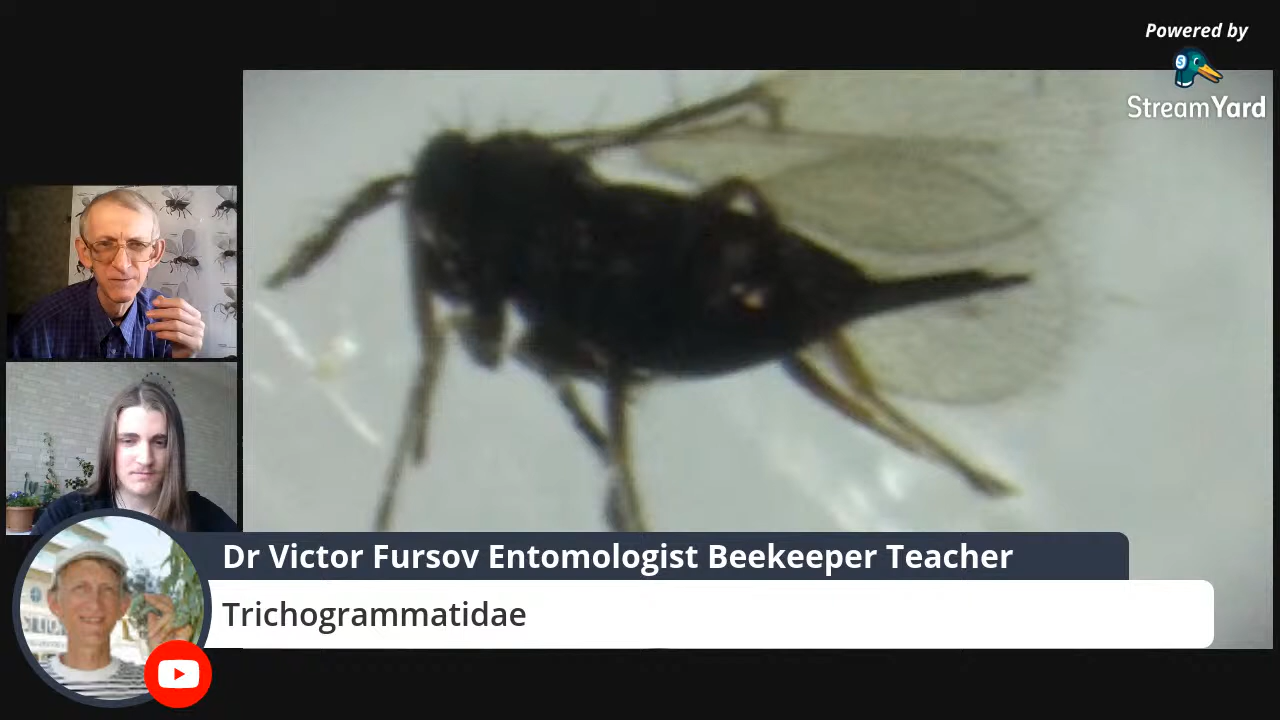 Powered by
StreamYard
Dr Victor Fursov Entomologist Beekeeper Teacher
Trichogrammatidae